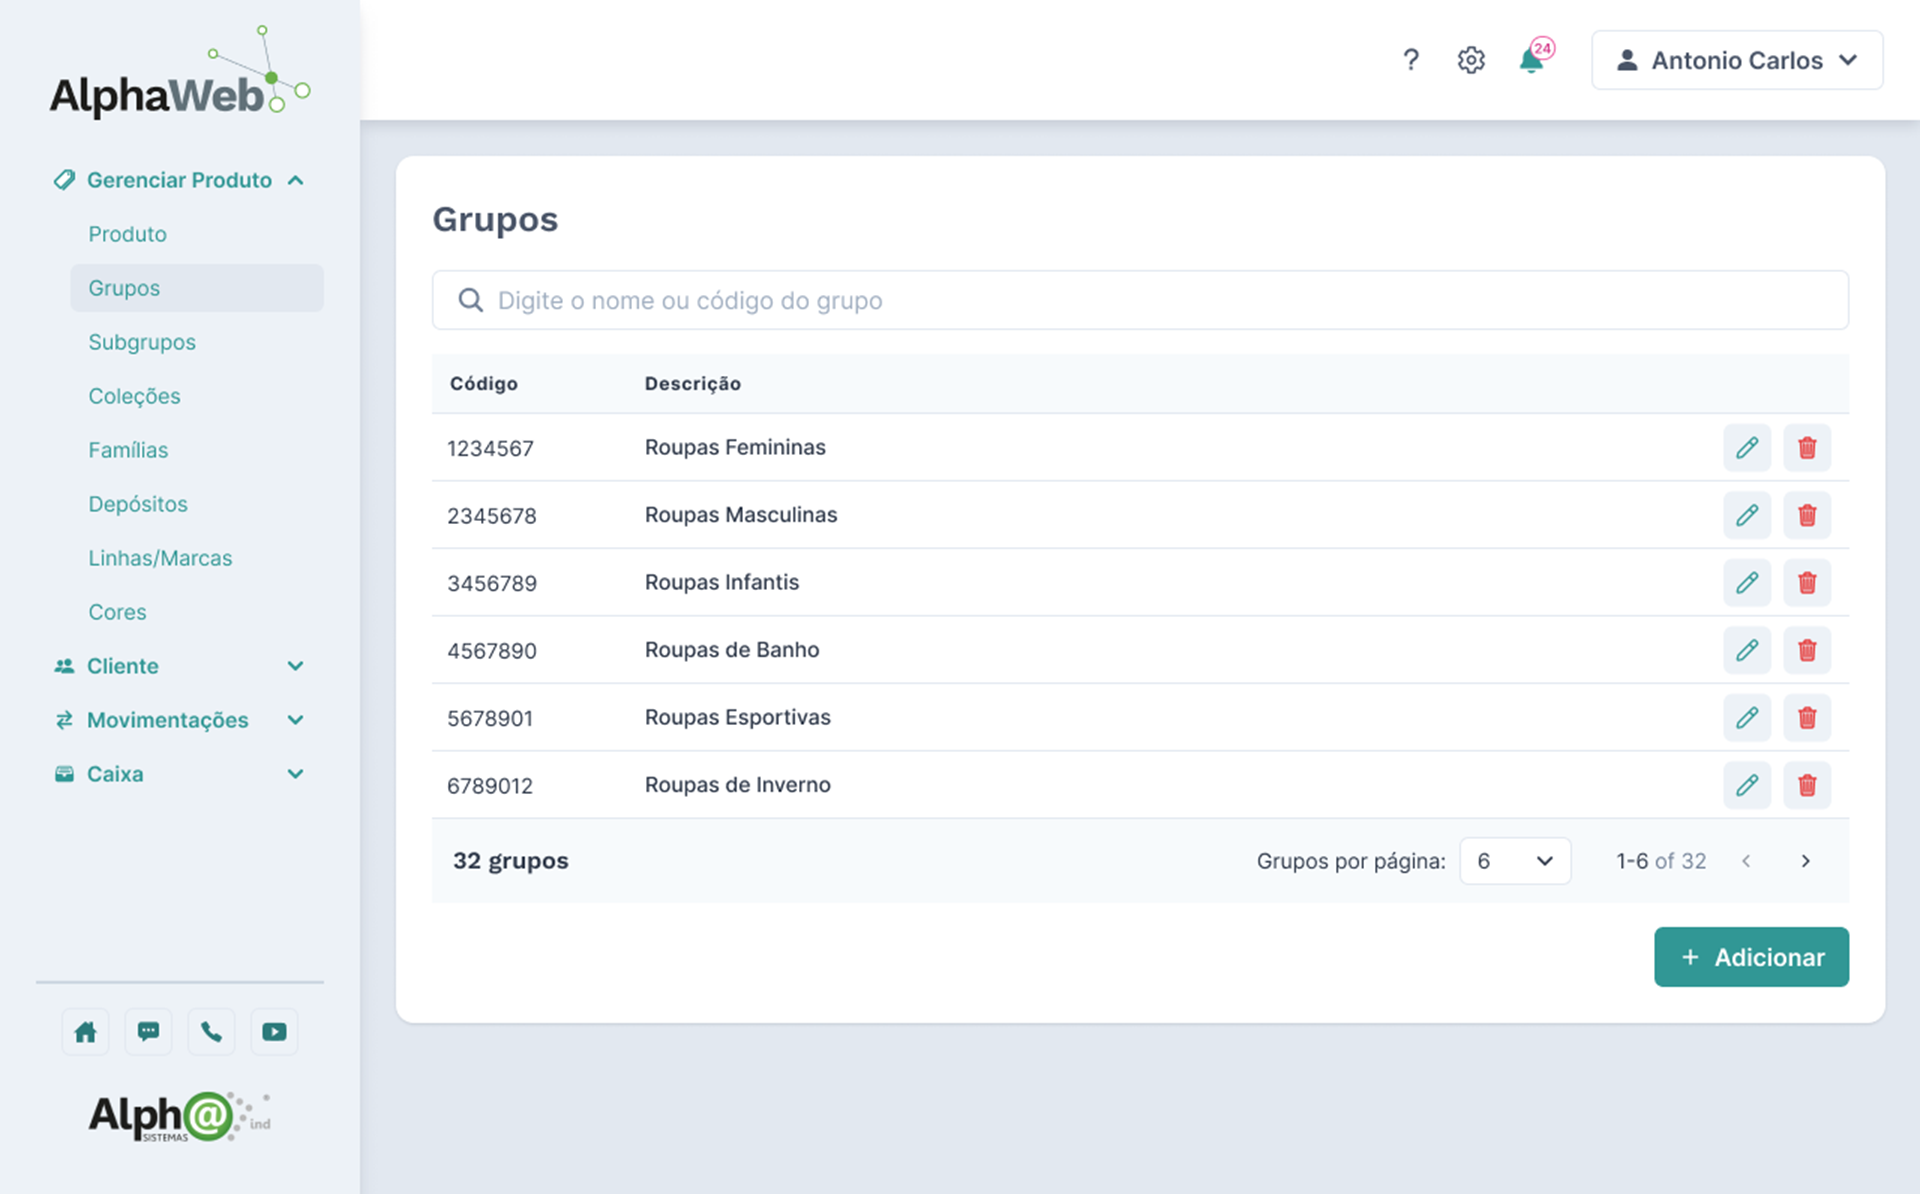 AlphaWeb
? 24 Antonio Carlos
Gerenciar Produto
Produto
Grupos
Subgrupos
Coleções
Famílias
Depósitos
Linhas/Marcas
Cores
Cliente
Movimentações
Caixa
Alph@
SISTEMAS
ind
Grupos
Digite o nome ou código do grupo
Código Descrição
1234567 Roupas Femininas
2345678 Roupas Masculinas
3456789 Roupas Infantis
4567890 Roupas de Banho
5678901 Roupas Esportivas
6789012 Roupas de Inverno
32 grupos Grupos por página: 6 1-6 of 32
+ Adicionar